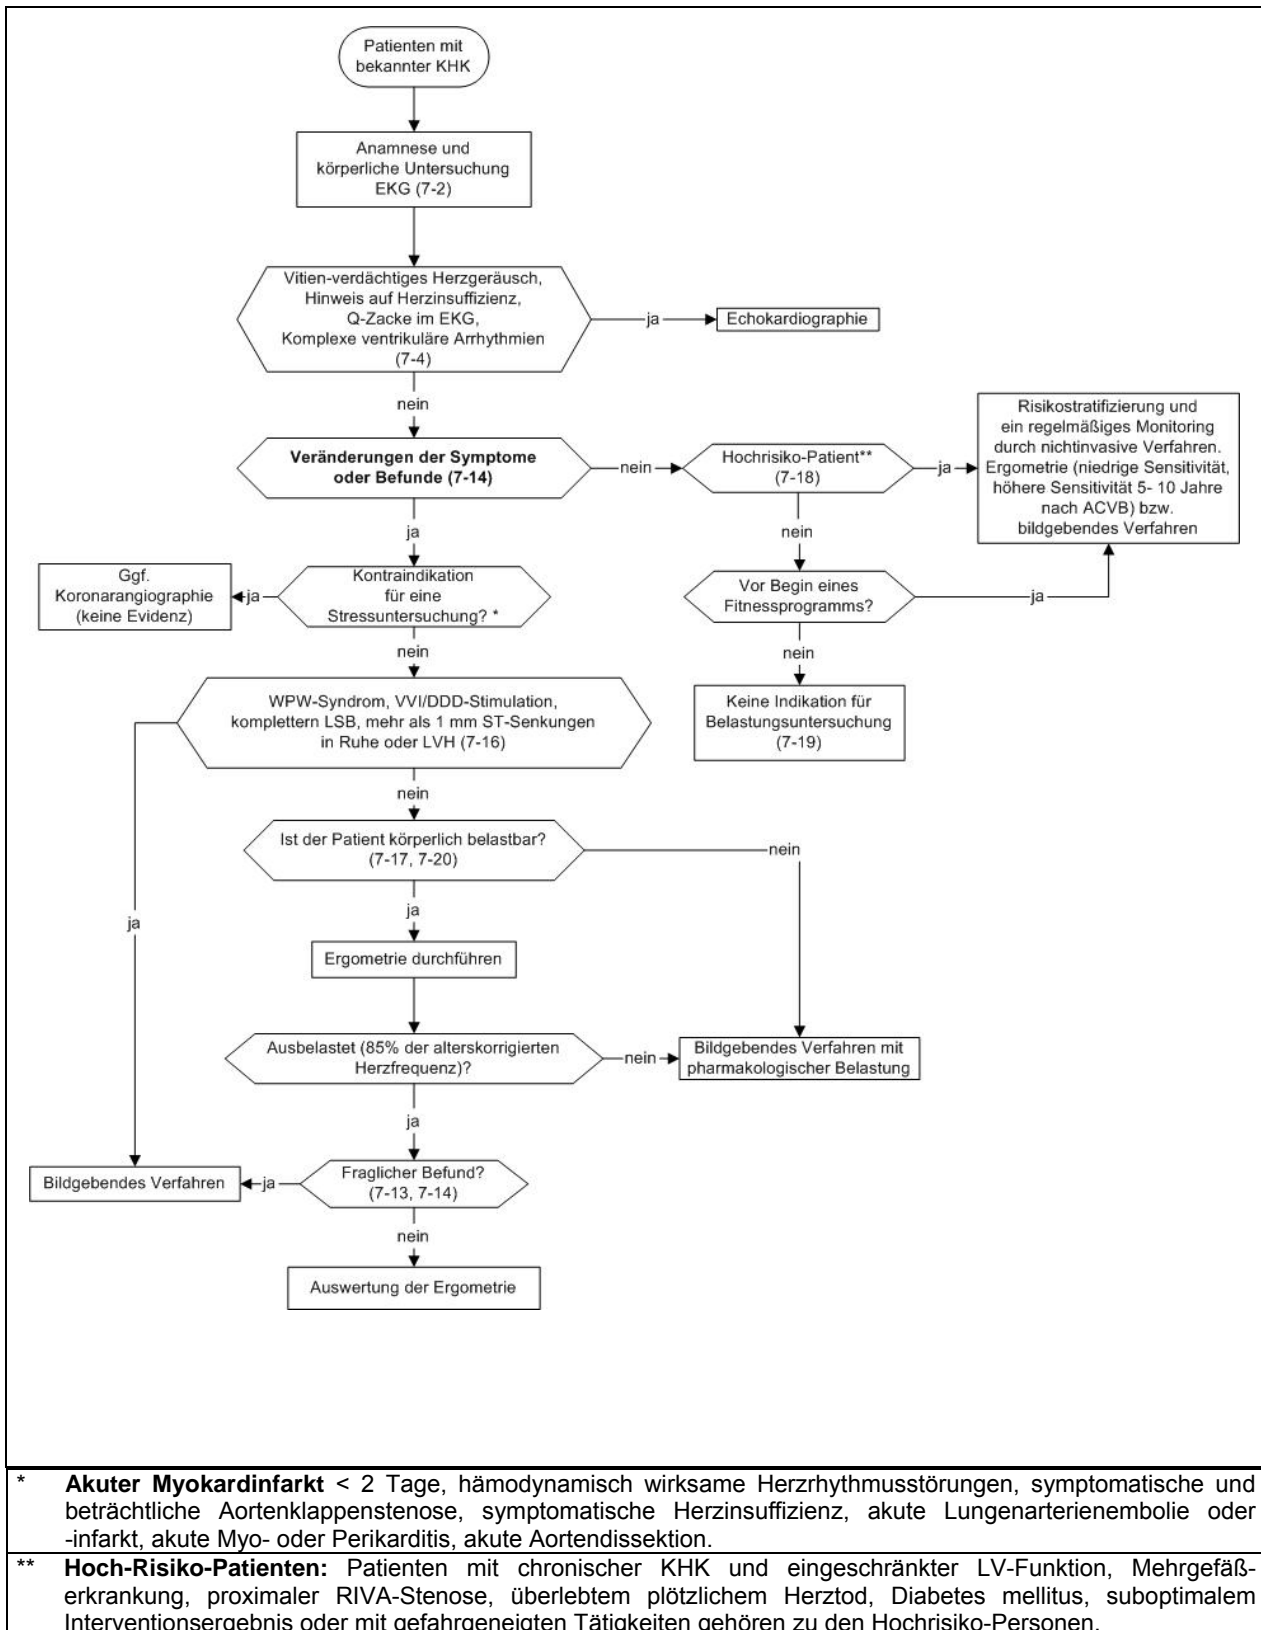 Patienten mit
bekannter KHK
Anamnese und
körperliche Untersuchung
EKG (7-2)
Vitien-verdächtiges Herzgeräusch,
Hinweis auf Herzinsuffizienz,
Q-Zacke im EKG,
Komplexe ventrikuläre Arrhythmien
(7-4)
ja
Echokardiographie
nein
Veränderungen der Symptome
oder Befunde (7-14)
nein
Hochrisiko-Patient**
(7-18)
ja
Risikostratifizierung und
ein regelmäßiges Monitoring
durch nichtinvasive Verfahren.
Ergometrie (niedrige Sensitivität,
höhere Sensitivität 5- 10 Jahre
nach ACVB) bzw.
bildgebendes Verfahren
ja
nein
Ggf.
Koronarangiographie
(keine Evidenz)
ja
Kontraindikation
für eine
Stressuntersuchung? *
Vor Begin eines
Fitnessprogramms?
ja
nein
nein
WPW-Syndrom, VVI/DDD-Stimulation,
komplettern LSB, mehr als 1 mm ST-Senkungen
in Ruhe oder LVH (7-16)
Keine Indikation für
Belastungsuntersuchung
(7-19)
nein
Ist der Patient körperlich belastbar?
(7-17, 7-20)
nein
ja
ja
Ergometrie durchführen
Ausbelastet (85% der alterskorrigierten
Herzfrequenz)?
nein
Bildgebendes Verfahren mit
pharmakologischer Belastung
ja
Bildgebendes Verfahren
ja
Fraglicher Befund?
(7-13, 7-14)
nein
Auswertung der Ergometrie
* Akuter Myokardinfarkt < 2 Tage, hämodynamisch wirksame Herzrhythmusstörungen, symptomatische und
beträchtliche Aortenklappenstenose, symptomatische Herzinsuffizienz, akute Lungenarterienembolie oder
-infarkt, akute Myo- oder Perikarditis, akute Aortendissektion.
** Hoch-Risiko-Patienten: Patienten mit chronischer KHK und eingeschränkter LV-Funktion, Mehrgefäß-
erkrankung, proximaler RIVA-Stenose, überlebtem plötzlichem Herztod, Diabetes mellitus, suboptimalem
Interventionsergebnis oder mit gefahrgeneigten Tätigkeiten gehören zu den Hochrisiko-Personen.